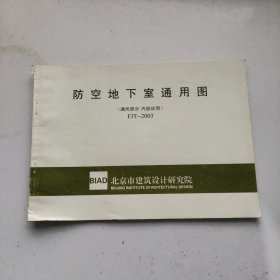 防空地下室通用图
(通风部分 内部试用)
FJT—2003
BIAD 北京市建筑设计研究院
BEIJING INSTITUTE OF ARCHITECTURAL DESIGN